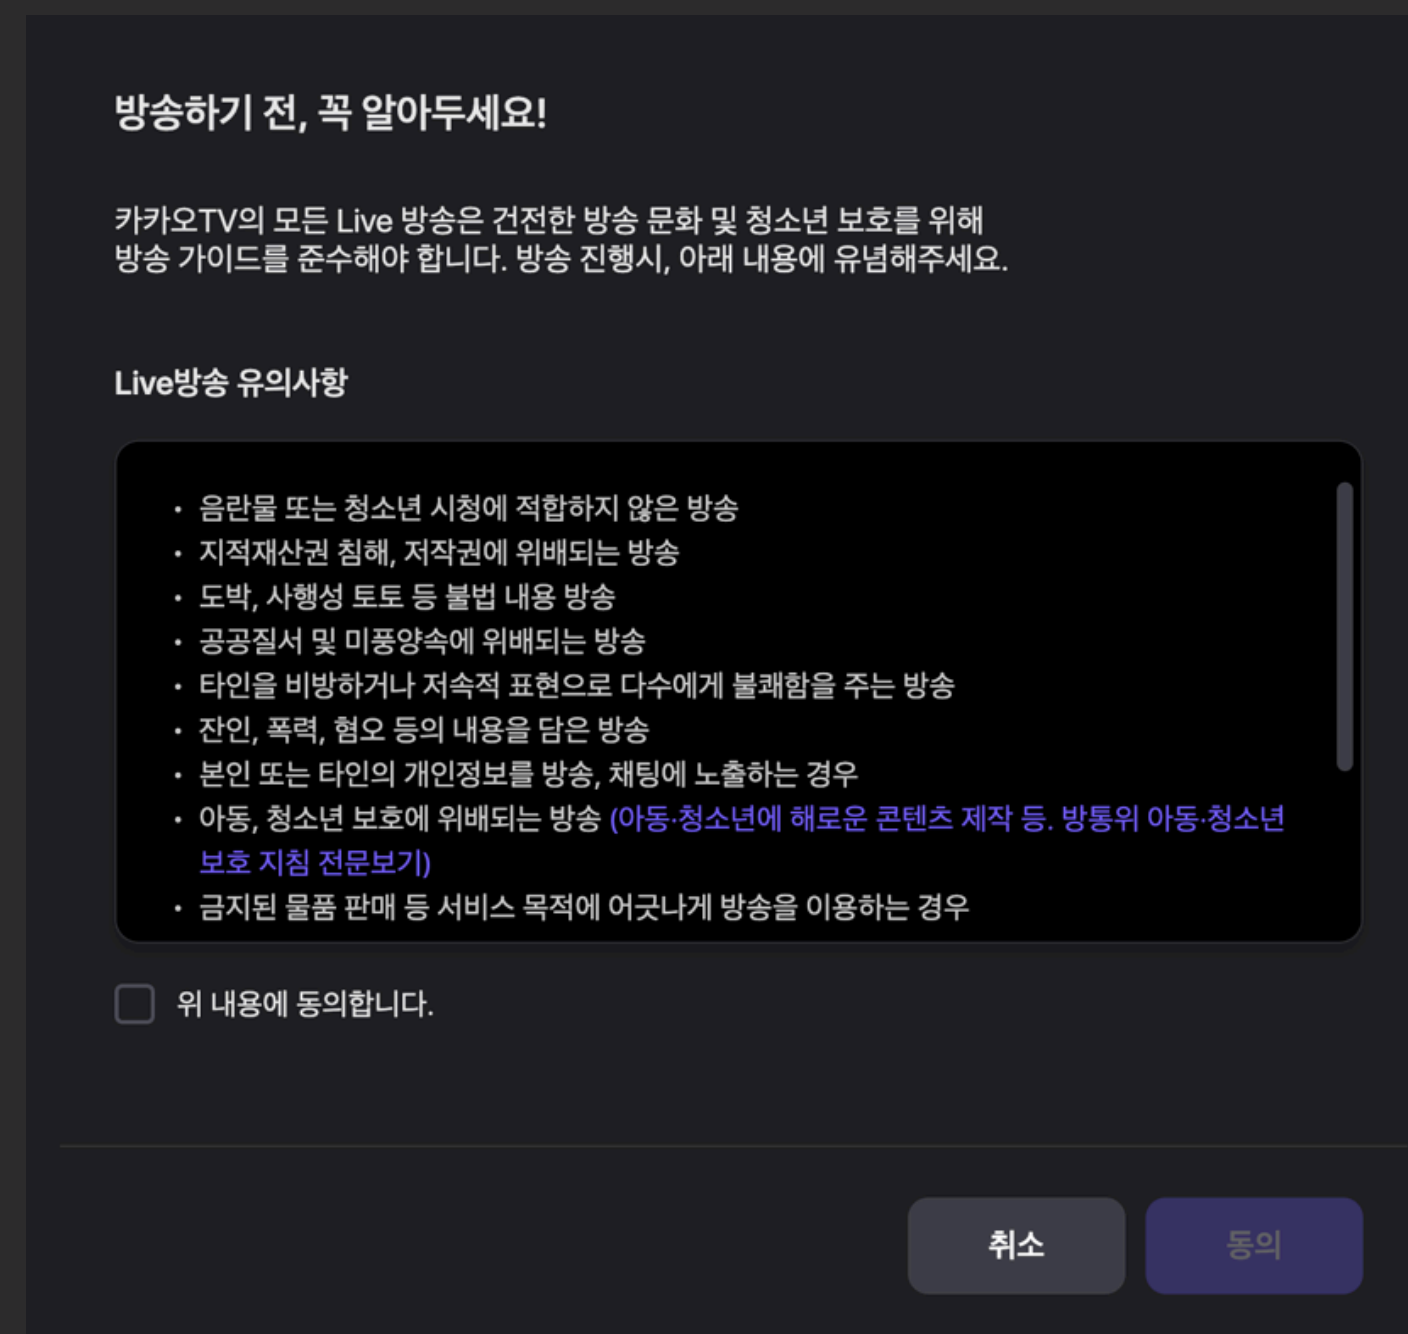 방송하기 전, 꼭 알아두세요!
카카오TV의 모든 Live 방송은 건전한 방송 문화 및 청소년 보호를 위해
방송 가이드를 준수해야 합니다. 방송 진행시, 아래 내용에 유념해주세요.
Live방송 유의사항
• 음란물 또는 청소년 시청에 적합하지 않은 방송
• 지적재산권 침해, 저작권에 위배되는 방송
• 도박, 사행성 토토 등 불법 내용 방송
• 공공질서 및 미풍양속에 위배되는 방송
• 타인을 비방하거나 저속적 표현으로 다수에게 불쾌함을 주는 방송
• 잔인, 폭력, 혐오 등의 내용을 담은 방송
• 본인 또는 타인의 개인정보를 방송, 채팅에 노출하는 경우
• 아동, 청소년 보호에 위배되는 방송 (아동·청소년에 해로운 콘텐츠 제작 등. 방통위 아동·청소년
보호 지침 전문보기)
• 금지된 물품 판매 등 서비스 목적에 어긋나게 방송을 이용하는 경우
위 내용에 동의합니다.
취소 동의